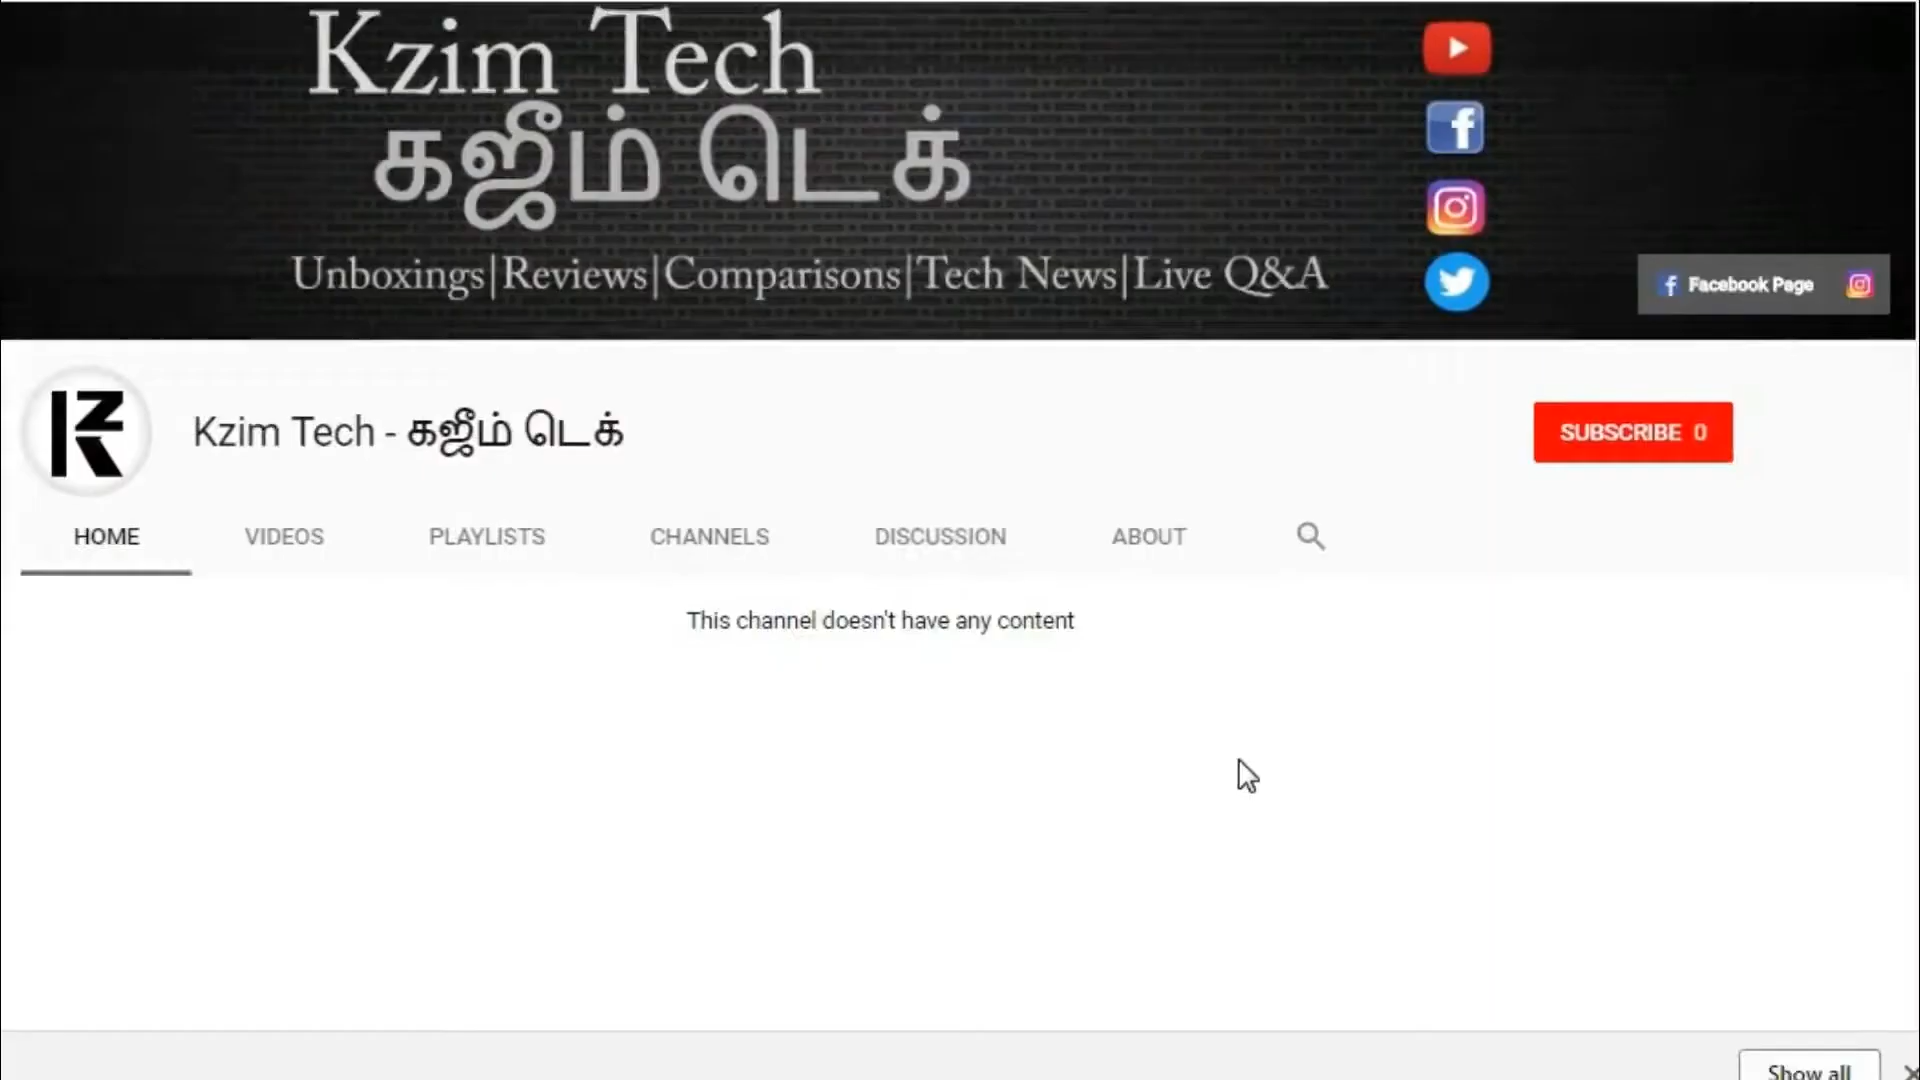 Kzim Tech
கஜீம் டெக்
Unboxings|Reviews|Comparisons|Tech News|Live Q&A
Facebook Page
Kzim Tech - கஜீம் டெக்
SUBSCRIBE 0
HOME VIDEOS PLAYLISTS CHANNELS DISCUSSION ABOUT
This channel doesn't have any content
Show all